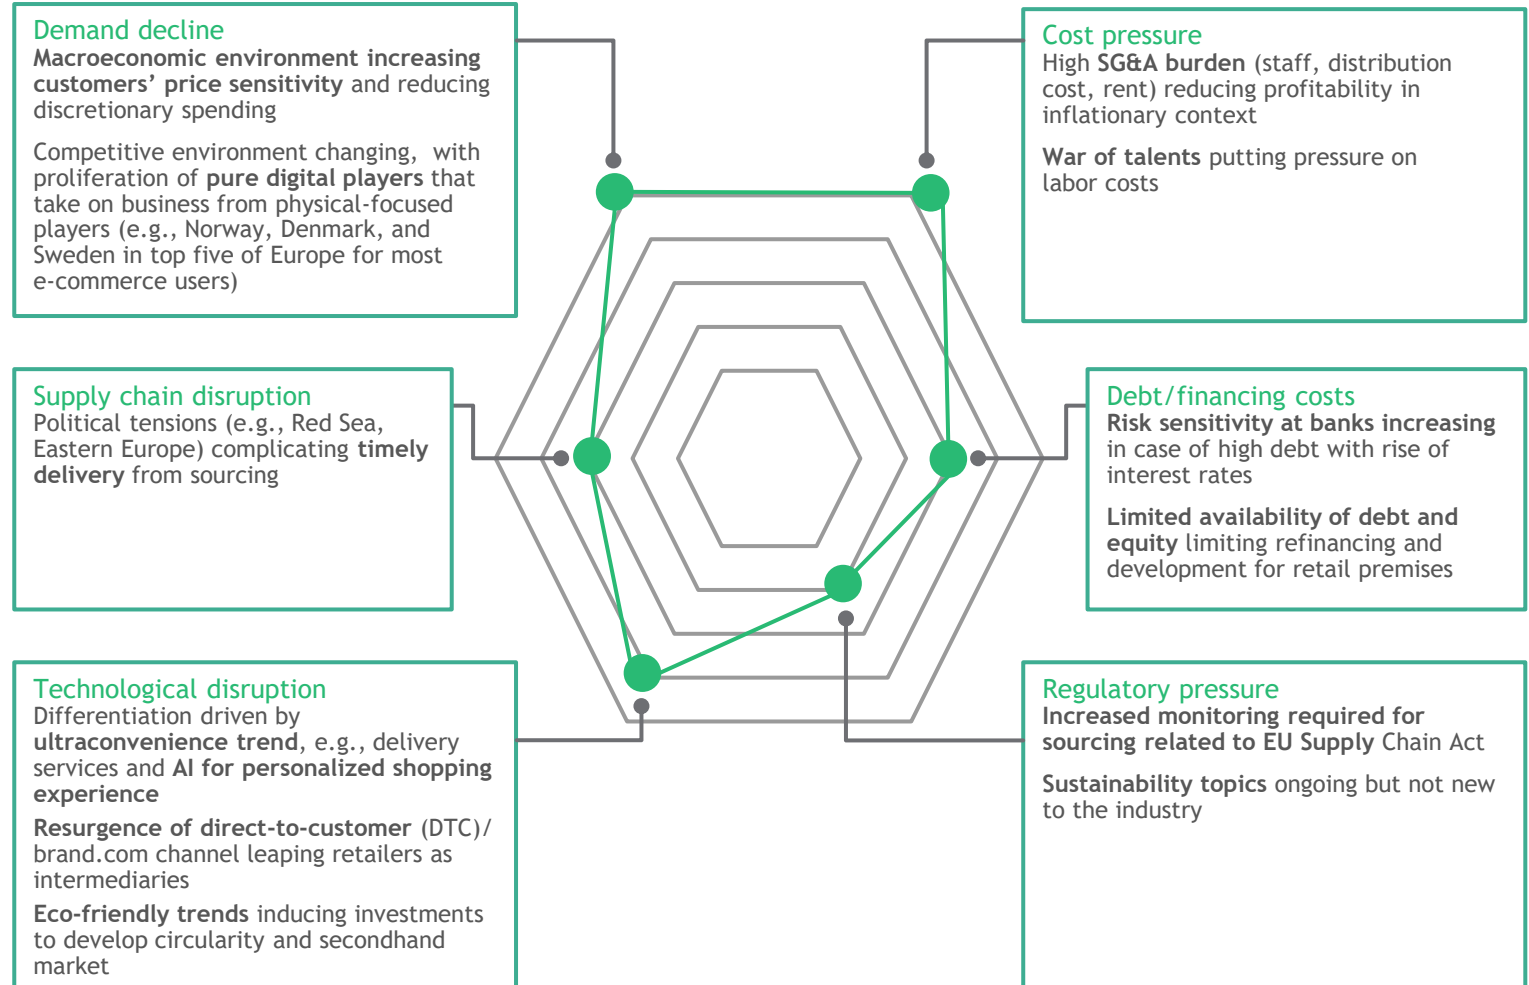 Demand decline
Macroeconomic environment increasing
customers’ price sensitivity and reducing
discretionary spending
Competitive environment changing, with
proliferation of pure digital players that
take on business from physical-focused
players (e.g., Norway, Denmark, and
Sweden in top five of Europe for most
e-commerce users)
Cost pressure
High SG&A burden (staff, distribution
cost, rent) reducing profitability in
inflationary context
War of talents putting pressure on
labor costs
Supply chain disruption
Political tensions (e.g., Red Sea,
Eastern Europe) complicating timely
delivery from sourcing
Debt/financing costs
Risk sensitivity at banks increasing
in case of high debt with rise of
interest rates
Limited availability of debt and
equity limiting refinancing and
development for retail premises
Technological disruption
Differentiation driven by
ultraconvenience trend, e.g., delivery
services and AI for personalized shopping
experience
Resurgence of direct-to-customer (DTC)/
brand.com channel leaping retailers as
intermediaries
Eco-friendly trends inducing investments
to develop circularity and secondhand
market
Regulatory pressure
Increased monitoring required for
sourcing related to EU Supply Chain Act
Sustainability topics ongoing but not new
to the industry